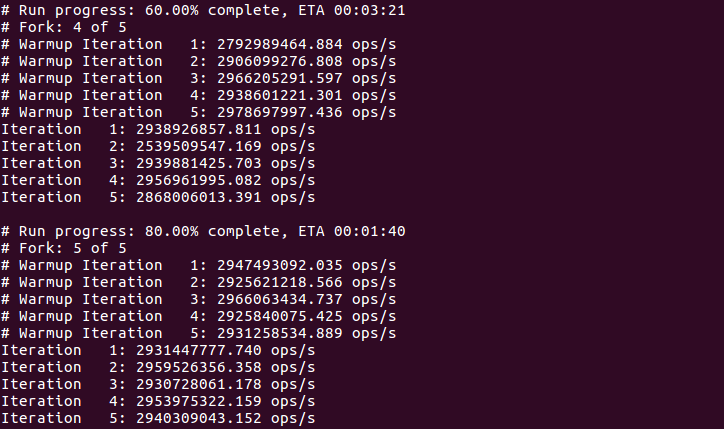 # Run progress: 60.00% complete, ETA 00:03:21
# Fork: 4 of 5
# Warmup Iteration   1: 2792989464.884 ops/s
# Warmup Iteration   2: 2906099276.808 ops/s
# Warmup Iteration   3: 2966205291.597 ops/s
# Warmup Iteration   4: 2938601221.301 ops/s
# Warmup Iteration   5: 2978697997.436 ops/s
Iteration   1: 2938926857.811 ops/s
Iteration   2: 2539509547.169 ops/s
Iteration   3: 2939881425.703 ops/s
Iteration   4: 2956961995.082 ops/s
Iteration   5: 2868006013.391 ops/s

# Run progress: 80.00% complete, ETA 00:01:40
# Fork: 5 of 5
# Warmup Iteration   1: 2947493092.035 ops/s
# Warmup Iteration   2: 2925621218.566 ops/s
# Warmup Iteration   3: 2966063434.737 ops/s
# Warmup Iteration   4: 2925840075.425 ops/s
# Warmup Iteration   5: 2931258534.889 ops/s
Iteration   1: 2931447777.740 ops/s
Iteration   2: 2959526356.358 ops/s
Iteration   3: 2930728061.178 ops/s
Iteration   4: 2953975322.159 ops/s
Iteration   5: 2940309043.152 ops/s